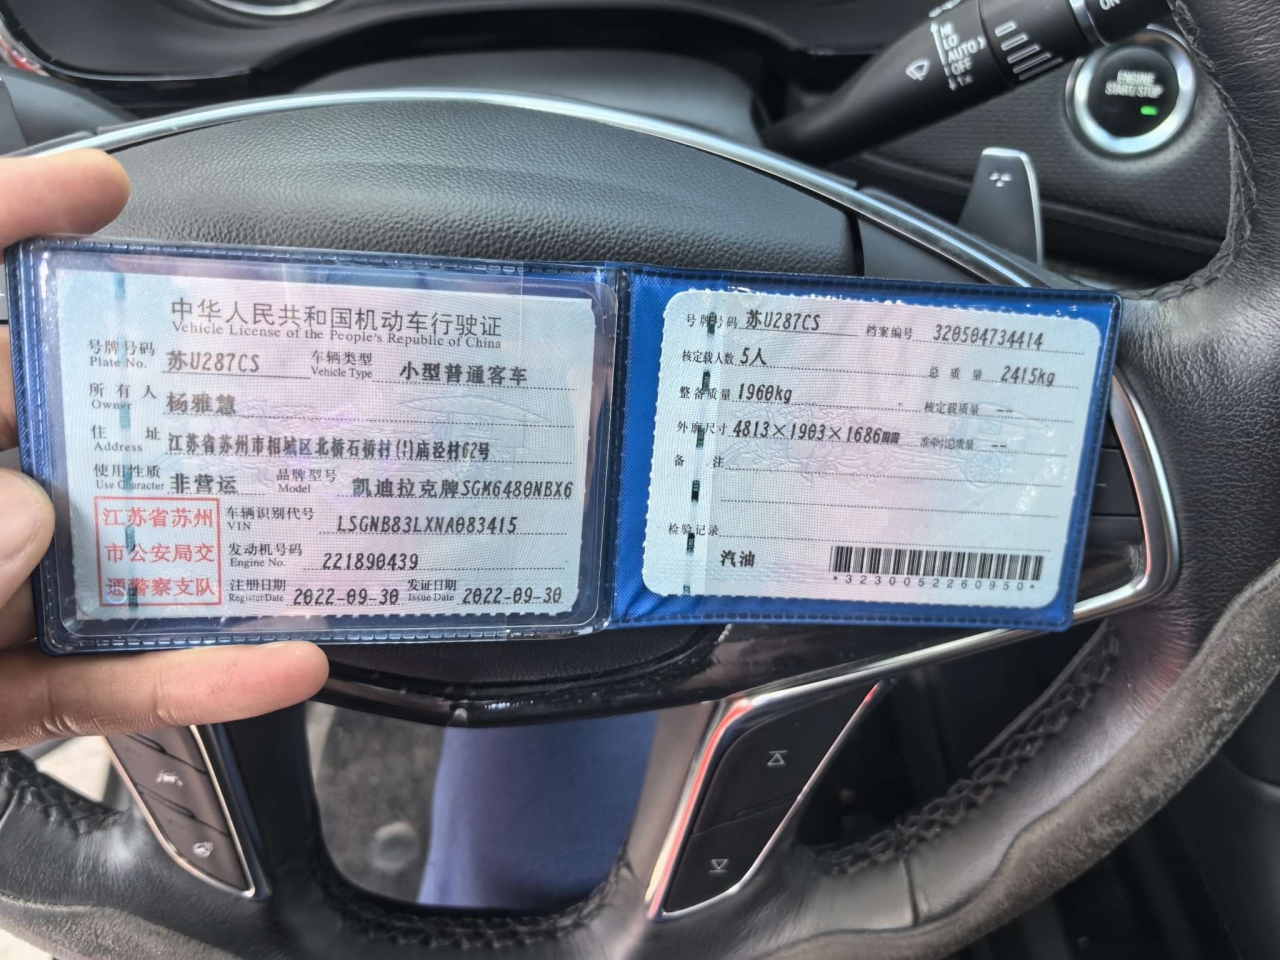 中华人民共和国机动车行驶证
Vehicle License of the People's Republic of China
号牌号码 Plate No. 苏U287CS 车辆类型 Vehicle Type 小型普通客车
所有人 Owner 杨雅慧
住址 Address 江苏省苏州市相城区北桥石桥村(1)庙泾村62号
使用性质 Use Character 非营运 品牌型号 Model 凯迪拉克牌SGM6480NBX6
江苏省苏州市公安局交通警察支队
车辆识别代号 VIN LSGNB83LXNA083415
发动机号码 Engine No. 221890439
注册日期 Register Date 2022-09-30 发证日期 Issue Date 2022-09-30
号牌号码 苏U287CS 档案编号 320504734414
核定载人数 5人 总质量 2415kg
整备质量 1960kg 核定载质量 --
外廓尺寸 4813×1903×1686mm 准牵引总质量 --
备注
检验记录
汽油
*3230052260950*
HI
LO
AUTO
OFF
1x
ON
ENGINE
START/STOP